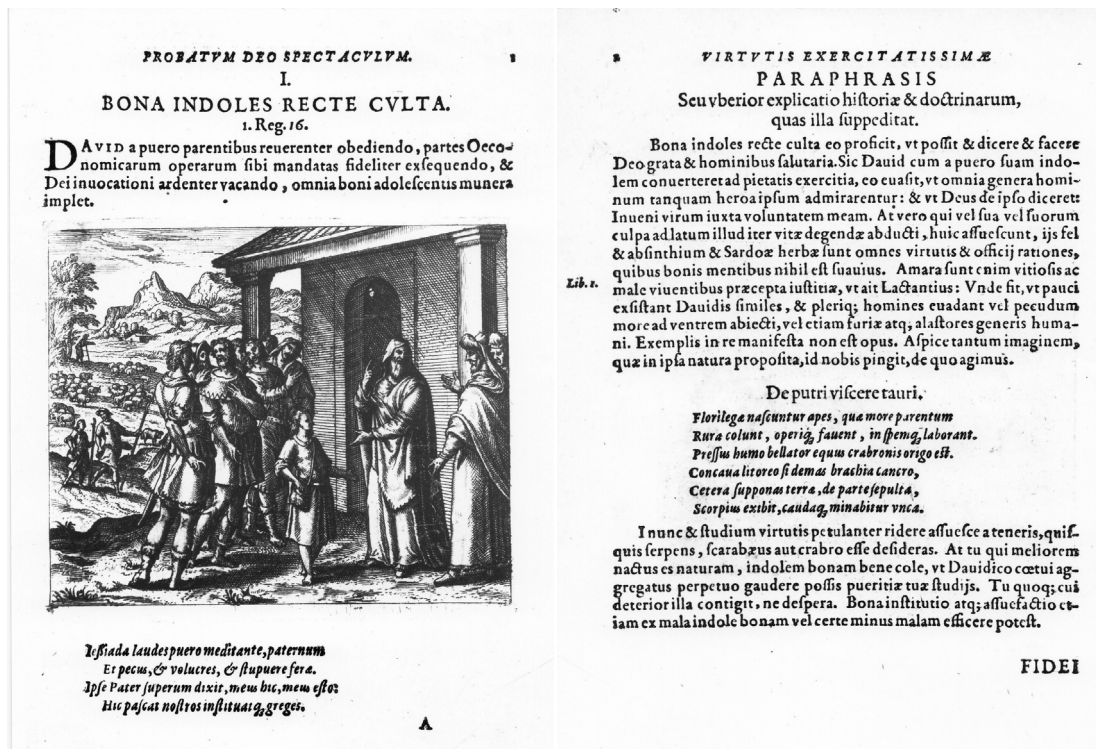 PROBATVM DEO SPECTACVLVM. 1
I.
BONA INDOLES RECTE CVLTA.
1. Reg. 16.
DAVID a puero parentibus reuerenter obediendo, partes Oeco-
nomicarum operarum sibi mandatas fideliter exsequendo, &
Dei inuocationi ardenter vacando, omnia boni adolescentis munera
implet.
Iessiada laudes puero meditante, paternum
Et pecus, & volucres, & stupuere feræ.
Ipse Pater superum dixit, meus hic, meus esto:
Hic pascat nostros instituatq; greges.
A
2 VIRTVTIS EXERCITATISSIMÆ
PARAPHRASIS
Seu vberior explicatio historiæ & doctrinarum,
quas illa suppeditat.
Bona indoles recte culta eo proficit, vt possit & dicere & facere
Deo grata & hominibus salutaria. Sic Dauid cum a puero suam indo-
lem conuerteret ad pietatis exercitia, eo euasit, vt omnia genera homi-
num tanquam heroa ipsum admirarentur: & vt Deus de ipso diceret:
Inueni virum iuxta voluntatem meam. At vero qui vel sua vel suorum
culpa ad latum illud iter vitæ degendæ abducti, huic assuescunt, ijs fel
& absinthium & Sardoæ herbæ sunt omnes virtutis & officij rationes,
quibus bonis mentibus nihil est suauius. Amara sunt enim vitiosis ac
Lib. 1.
male viuentibus præcepta iustitiæ, vt ait Lactantius: Vnde fit, vt pauci
exsistant Dauidis similes, & pleriq; homines euadant vel pecudum
more ad ventrem abiecti, vel etiam furiæ atq; alastores generis huma-
ni. Exemplis in re manifesta non est opus. Aspice tantum imaginem,
quæ in ipsa natura proposita, id nobis pingit, de quo agimus.
De putri viscere tauri,
Florilegæ nascuntur apes, quæ more parentum
Rura colunt, operiq; fauent, in spemq; laborant.
Pressus humo bellator equus crabronis origo est.
Concaua litoreo si demas brachia cancro,
Cetera supponas terræ, de parte sepulta,
Scorpius exibit, caudaq; minabitur vnca.
I nunc & studium virtutis petulanter ridere assuesce a teneris, quis-
quis serpens, scarabæus aut crabro esse desideras. At tu qui meliorem
nactus es naturam, indolem bonam bene cole, vt Dauidico cœtui ag-
gregatus perpetuo gaudere possis pueritiæ tuæ studijs. Tu quoq; cui
deterior illa contigit, ne despera. Bona institutio atq; assuefactio et-
iam ex mala indole bonam vel certe minus malam efficere potest.
FIDEI